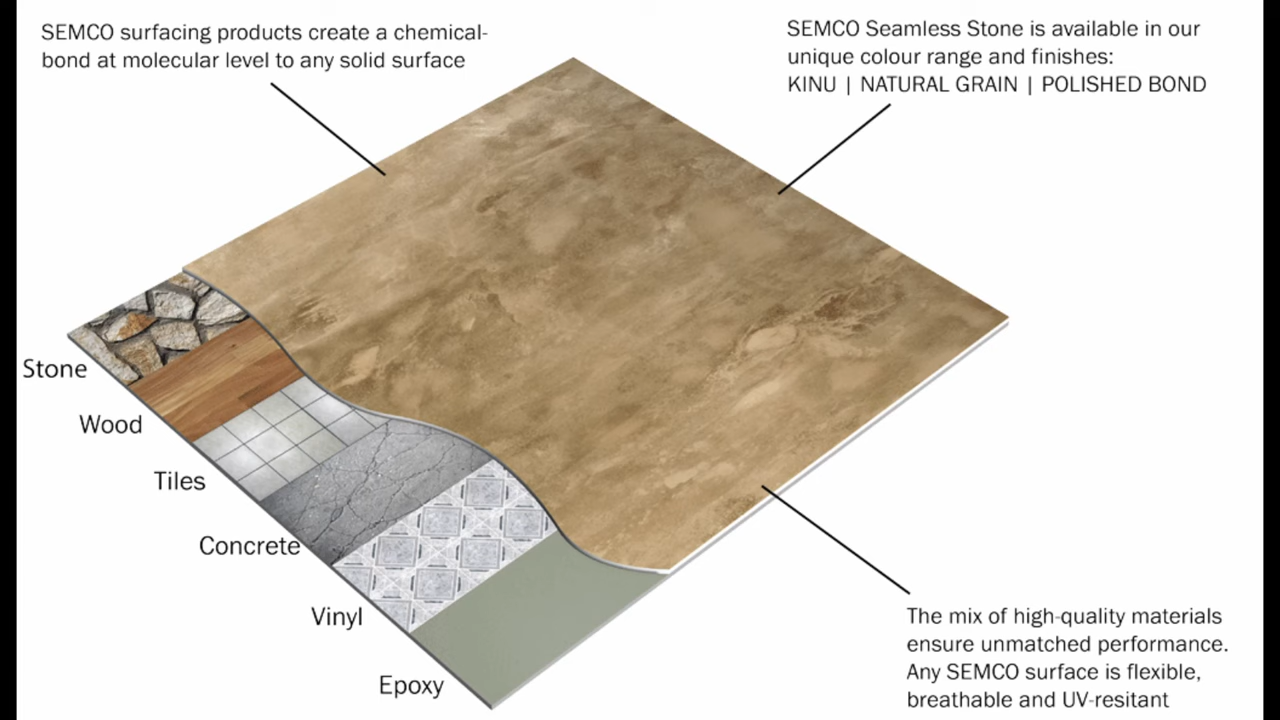 SEMCO surfacing products create a chemical-
bond at molecular level to any solid surface
SEMCO Seamless Stone is available in our
unique colour range and finishes:
KINU | NATURAL GRAIN | POLISHED BOND
Stone
Wood
Tiles
Concrete
Vinyl
Epoxy
The mix of high-quality materials
ensure unmatched performance.
Any SEMCO surface is flexible,
breathable and UV-resitant